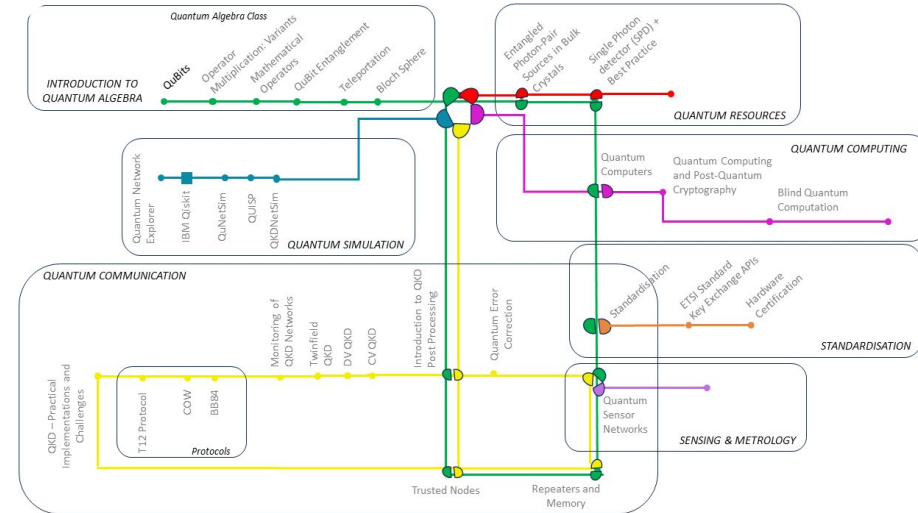 Quantum Algebra Class
INTRODUCTION TO
QUANTUM ALGEBRA
QuBits
Operator
Multiplication: Variants
Mathematical
Operators
QuBit Entanglement
Teleportation
Bloch Sphere
Entangled
Photon-Pair
Sources in Bulk
Crystals
Single Photon
detector (SPD) +
Best Practice
QUANTUM RESOURCES
Quantum Network
Explorer
IBM Qiskit
QuNetSim
QUISP
QKDNetSim
QUANTUM SIMULATION
QUANTUM COMPUTING
Quantum
Computers
Quantum Computing
and Post-Quantum
Cryptography
Blind Quantum
Computation
Standardisation
ETSI Standard
Key Exchange APIs
Hardware
Certification
STANDARDISATION
QUANTUM COMMUNICATION
QKD – Practical
Implementations and
Challenges
T12 Protocol
COW
BB84
Protocols
Monitoring of
QKD Networks
Twinfield
QKD
DV QKD
CV QKD
Introduction to QKD
Post Processing
Quantum Error
Correction
Quantum
Sensor
Networks
SENSING & METROLOGY
Trusted Nodes
Repeaters and
Memory